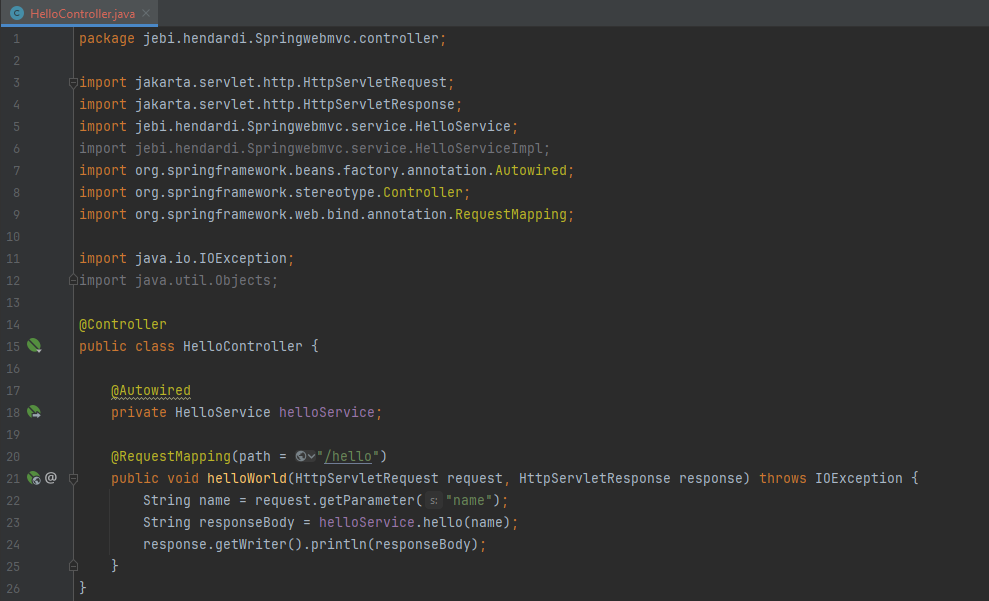 HelloController.java
1 package jebi.hendardi.Springwebmvc.controller;
2
3 import jakarta.servlet.http.HttpServletRequest;
4 import jakarta.servlet.http.HttpServletResponse;
5 import jebi.hendardi.Springwebmvc.service.HelloService;
6 import jebi.hendardi.Springwebmvc.service.HelloServiceImpl;
7 import org.springframework.beans.factory.annotation.Autowired;
8 import org.springframework.stereotype.Controller;
9 import org.springframework.web.bind.annotation.RequestMapping;
10
11 import java.io.IOException;
12 import java.util.Objects;
13
14 @Controller
15 public class HelloController {
16
17     @Autowired
18     private HelloService helloService;
19
20     @RequestMapping(path = "/hello")
21 @   public void helloWorld(HttpServletRequest request, HttpServletResponse response) throws IOException {
22         String name = request.getParameter( s: "name");
23         String responseBody = helloService.hello(name);
24         response.getWriter().println(responseBody);
25     }
26 }